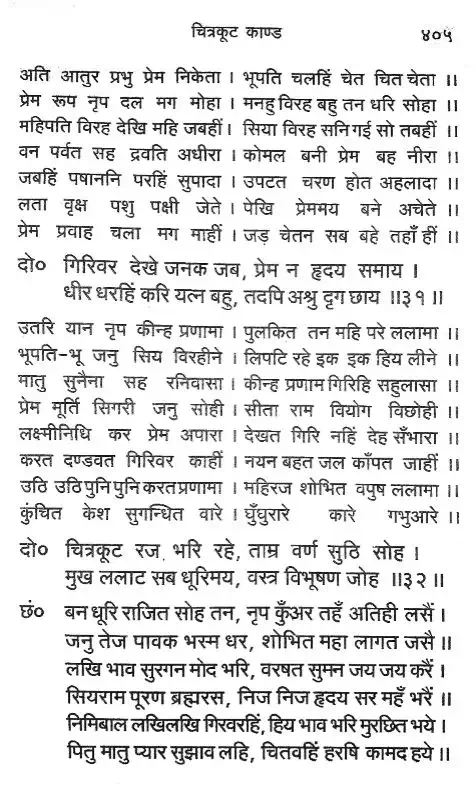 चित्रकूट काण्ड ४०५
अति आतुर प्रभु प्रेम निकेता । भूपति चलहिं चेत चित चेता ॥
प्रेम रूप नृप दल मग मोहा । मनहु विरह बहु तन धरि सोहा ॥
महिपति विरह देखि महि जबहीं। सिया विरह सनि गई सो तबहीं ॥
वन पर्वत सह द्रवति अधीरा । कोमल बनी प्रेम बह नीरा ॥
जबहिं पषाननि परहिं सुपादा । उपटत चरण होत अहलादा ॥
लता वृक्ष पशु पक्षी जेते । पेखि प्रेममय बने अचेते ॥
प्रेम प्रवाह चला मग माहीं । जड़ चेतन सब बहे तहाँ हीं ॥
दो० गिरिवर देखे जनक जब, प्रेम न हृदय समाय ।
धीर धरहिं करि यत्न बहु, तदपि अश्रु दृग छाय ॥३१॥
उतरि यान नृप कीन्ह प्रणामा । पुलकित तन महि परे ललामा ॥
भूपति-भू जनु सिय विरहीने । लिपटि रहे इक इक हिय लीने ॥
मातु सुनैना सह रनिवासा । कीन्ह प्रणाम गिरिहि सहुलासा ॥
प्रेम मूर्ति सिगरी जनु सोही । सीता राम वियोग विछोही ॥
लक्ष्मीनिधि कर प्रेम अपारा । देखत गिरि नहिं देह सँभारा ॥
करत दण्डवत गिरिवर काहीं । नयन बहत जल काँपत जाहीं ॥
उठि उठि पुनि पुनि करत प्रणामा । महिरज शोभित वपुष ललामा ॥
कुंचित केश सुगन्धित वारे । घुँघुरारे कारे गभुआरे ॥
दो० चित्रकूट रज भरि रहे, ताम्र वर्ण सुठि सोह ।
मुख ललाट सब धूरिमय, वस्त्र विभूषण जोह ॥३२॥
छं० बन धूरि राजित सोह तन, नृप कुँअर तहँ अतिही लसैं ।
जनु तेज पावक भस्म धर, शोभित महा लागत जसै ॥
लखि भाव सुरगन मोद भरि, वरषत सुमन जय जय करैं ।
सियराम पूरण ब्रह्मरस, निज निज हृदय सर महँ भरैं ॥
निमिबाल लखिलखि गिरवरहिं, हिय भाव भरि मुरछित भये ।
पितु मातु प्यार सुझाव लहि, चितवहिं हरषि कामद हये ॥